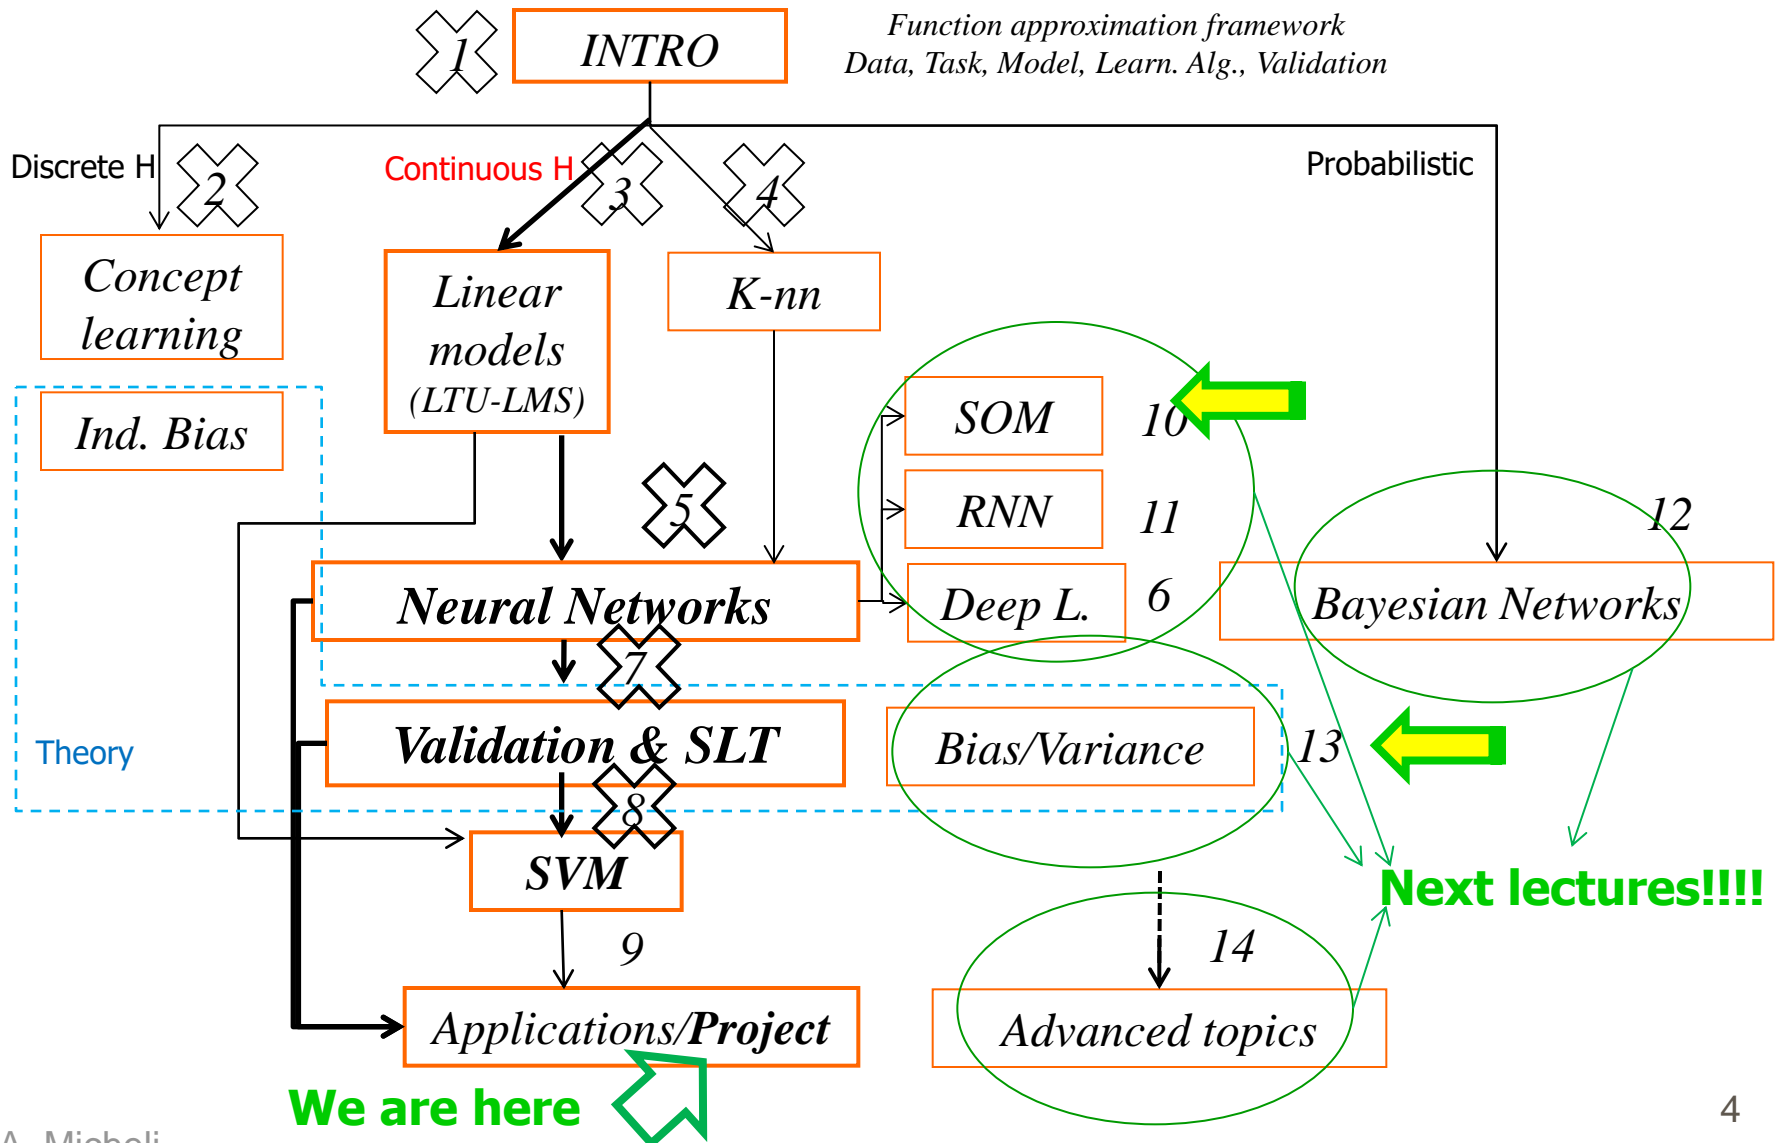 1
INTRO
Function approximation framework
Data, Task, Model, Learn. Alg., Validation
Discrete H
2
Continuous H
3
4
Probabilistic
Concept
learning
Linear
models
(LTU-LMS)
K-nn
Ind. Bias
SOM
10
5
RNN
11
12
Neural Networks
Deep L.
6
Bayesian Networks
7
Theory
Validation & SLT
Bias/Variance
13
8
SVM
Next lectures!!!!
9
14
Applications/Project
Advanced topics
We are here
4
A. Micheli